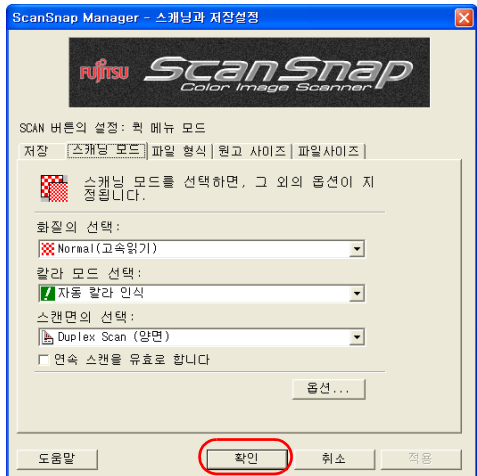 ScanSnap Manager - 스캐닝과 저장설정
FUJITSU ScanSnap
Color Image Scanner
SCAN 버튼의 설정: 퀵 메뉴 모드
저장 스캐닝 모드 파일 형식 원고 사이즈 파일사이즈
스캐닝 모드를 선택하면, 그 외의 옵션이 지
정됩니다.
화질의 선택:
Normal(고속읽기)
칼라 모드 선택:
자동 칼라 인식
스캔면의 선택:
Duplex Scan (양면)
연속 스캔을 유효로 합니다
옵션...
도움말 확인 취소 적용